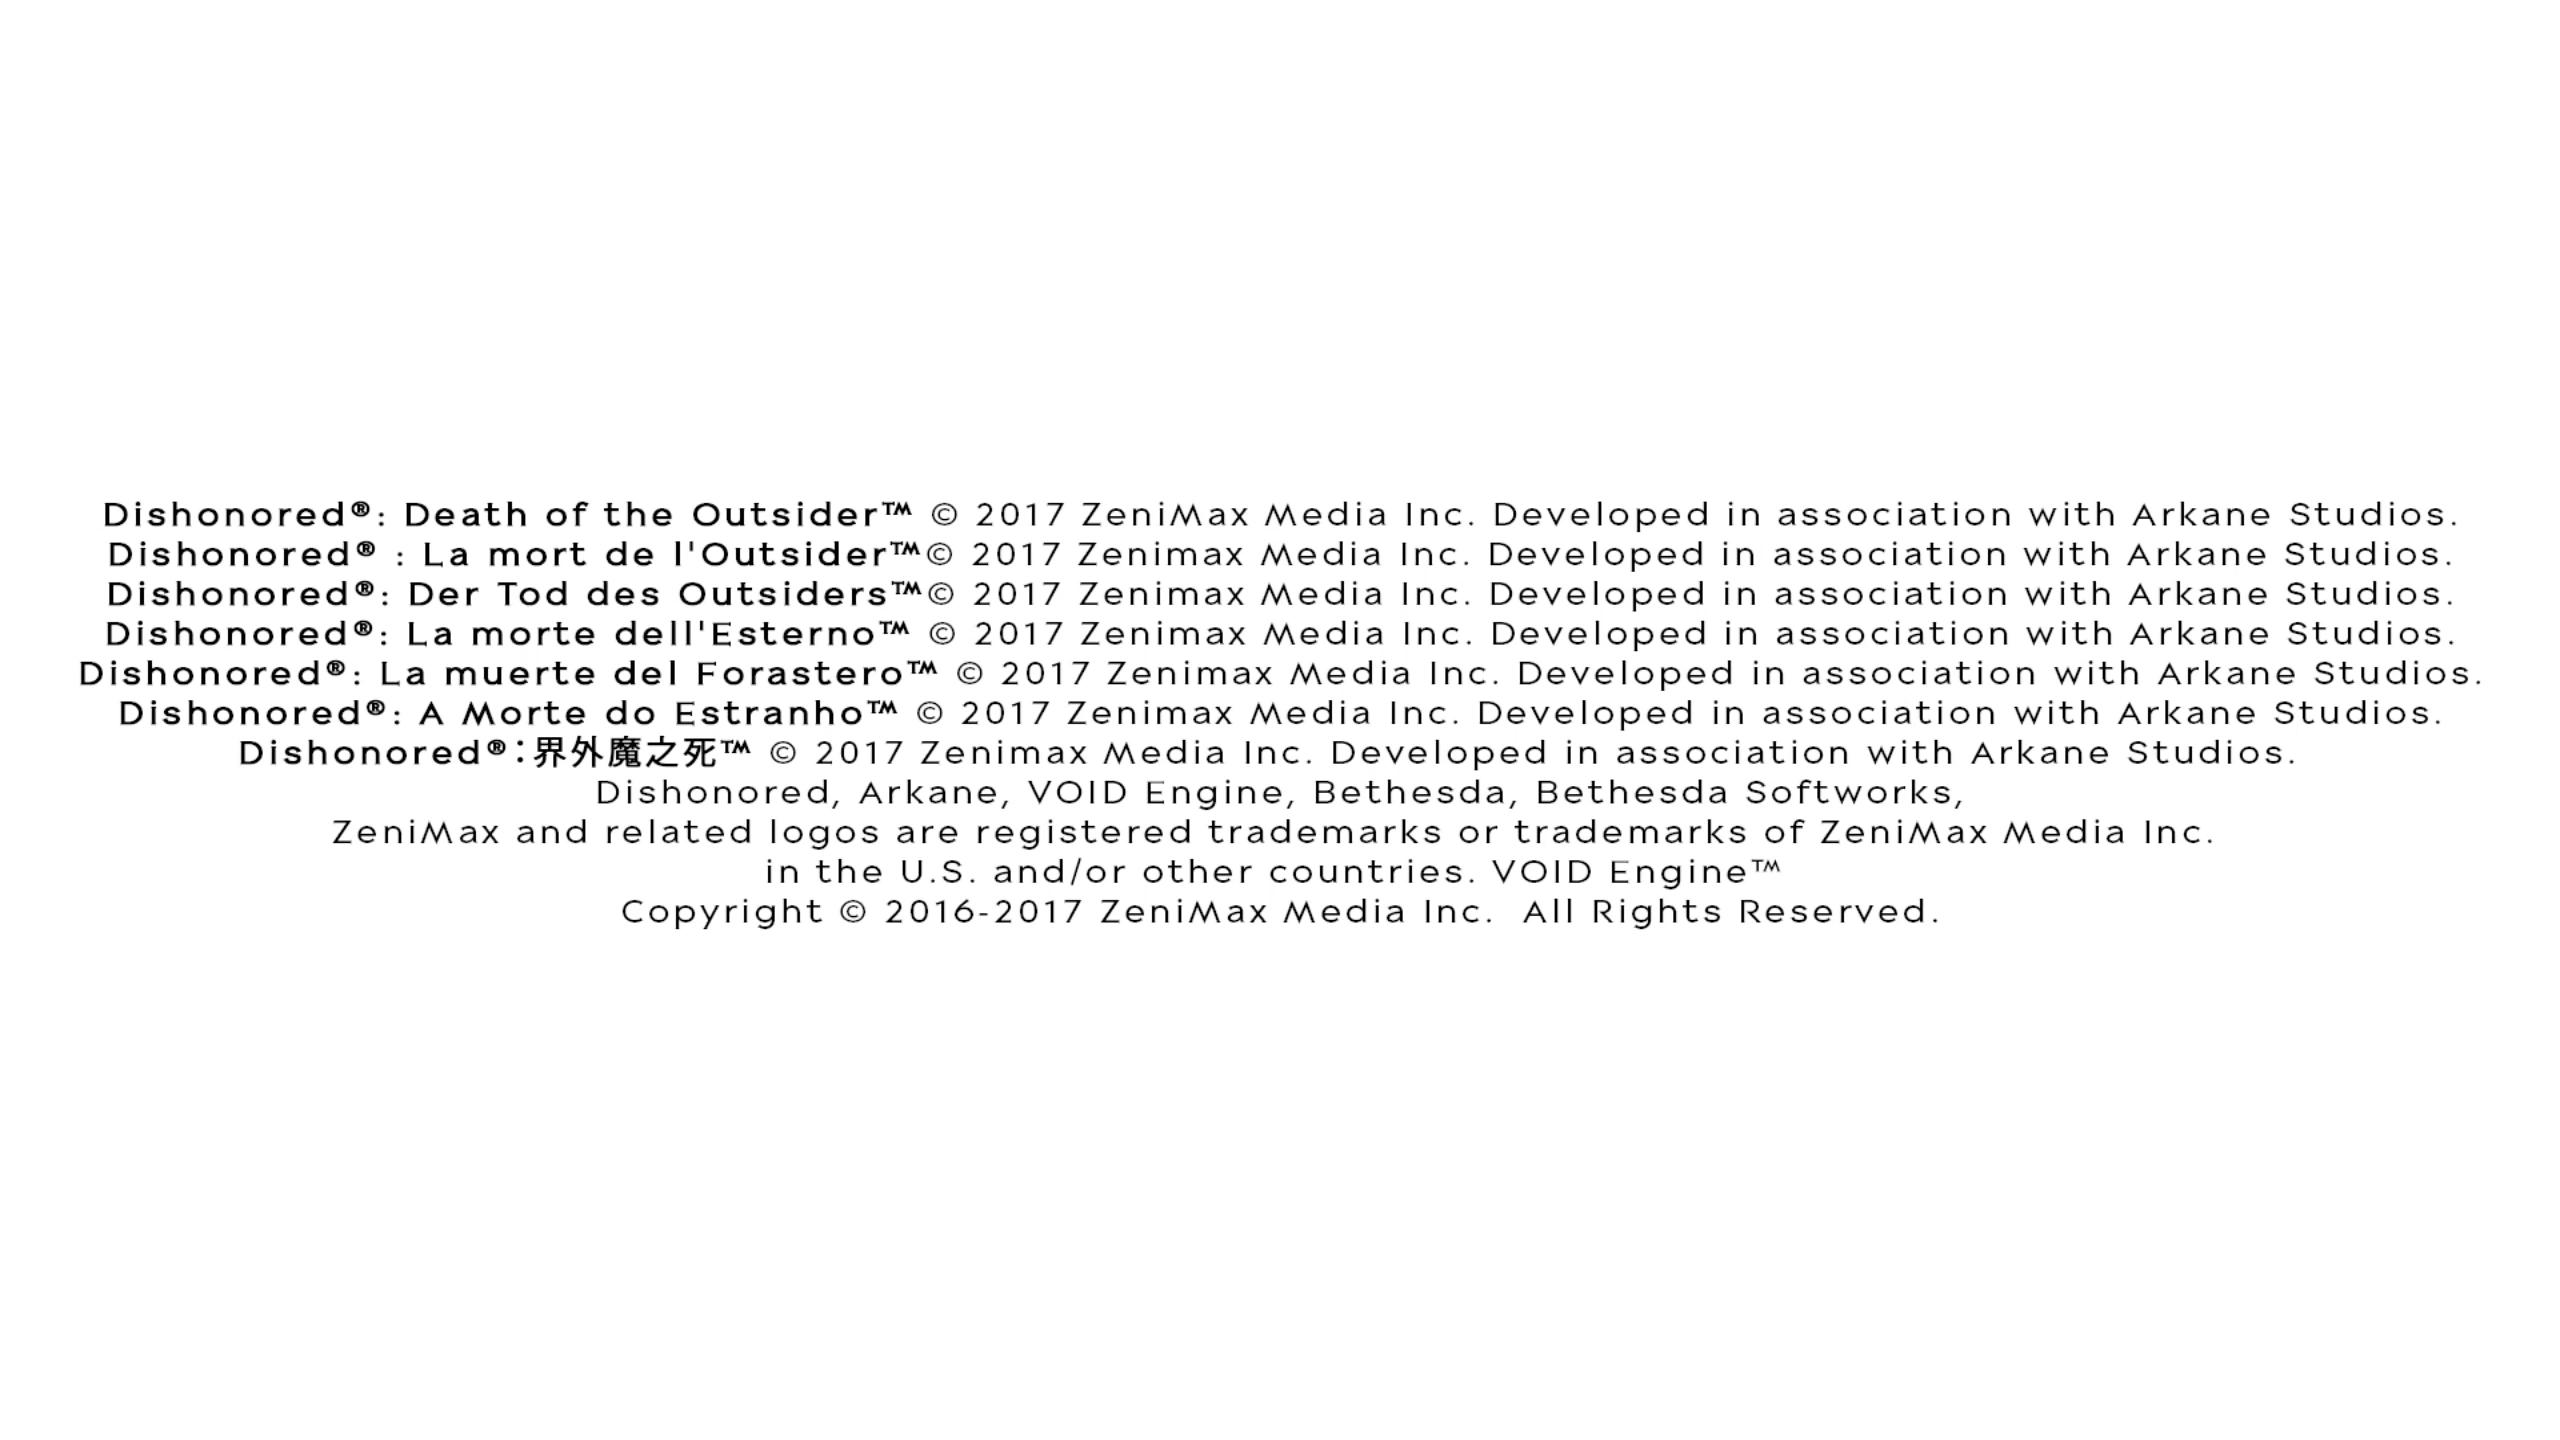 Dishonored®: Death of the Outsider™ © 2017 ZeniMax Media Inc. Developed in association with Arkane Studios.
Dishonored® : La mort de l'Outsider™© 2017 Zenimax Media Inc. Developed in association with Arkane Studios.
Dishonored®: Der Tod des Outsiders™© 2017 Zenimax Media Inc. Developed in association with Arkane Studios.
Dishonored®: La morte dell'Esterno™ © 2017 Zenimax Media Inc. Developed in association with Arkane Studios.
Dishonored®: La muerte del Forastero™ © 2017 Zenimax Media Inc. Developed in association with Arkane Studios.
Dishonored®: A Morte do Estranho™ © 2017 Zenimax Media Inc. Developed in association with Arkane Studios.
Dishonored®：界外魔之死™ © 2017 Zenimax Media Inc. Developed in association with Arkane Studios.
Dishonored, Arkane, VOID Engine, Bethesda, Bethesda Softworks,
ZeniMax and related logos are registered trademarks or trademarks of ZeniMax Media Inc.
in the U.S. and/or other countries. VOID Engine™
Copyright © 2016-2017 ZeniMax Media Inc.  All Rights Reserved.